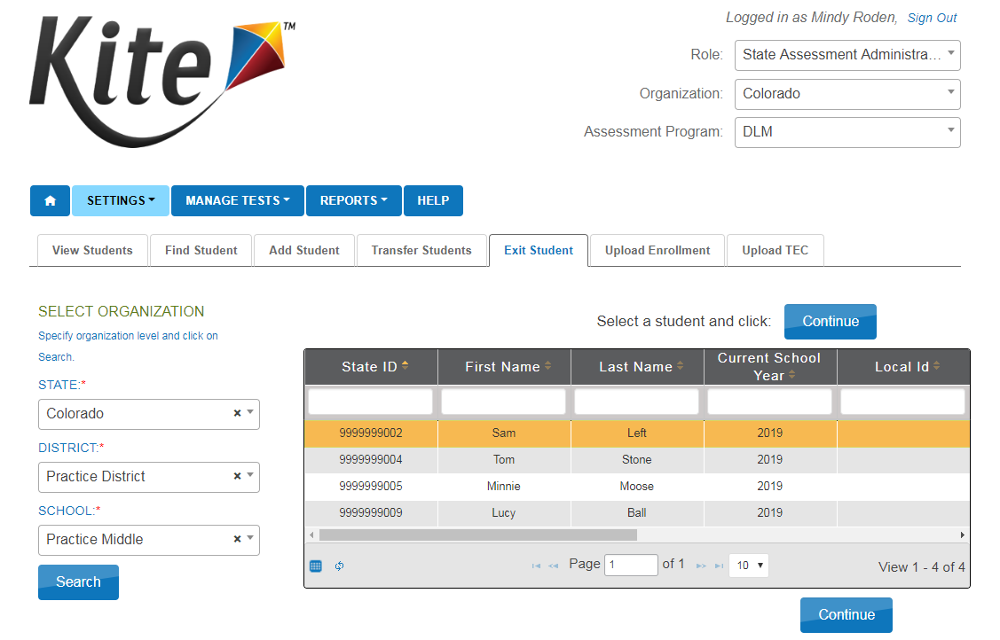 Kite™
Logged in as Mindy Roden, Sign Out
Role: State Assessment Administra...
Organization: Colorado
Assessment Program: DLM
SETTINGS MANAGE TESTS REPORTS HELP
View Students Find Student Add Student Transfer Students Exit Student Upload Enrollment Upload TEC
SELECT ORGANIZATION
Specify organization level and click on
Search.
STATE:*
Colorado ×
DISTRICT:*
Practice District ×
SCHOOL:*
Practice Middle ×
Search
Select a student and click: Continue
State ID First Name Last Name Current School Year Local Id
9999999002 Sam Left 2019
9999999004 Tom Stone 2019
9999999005 Minnie Moose 2019
9999999009 Lucy Ball 2019
Page 1 of 1 10 View 1 - 4 of 4
Continue